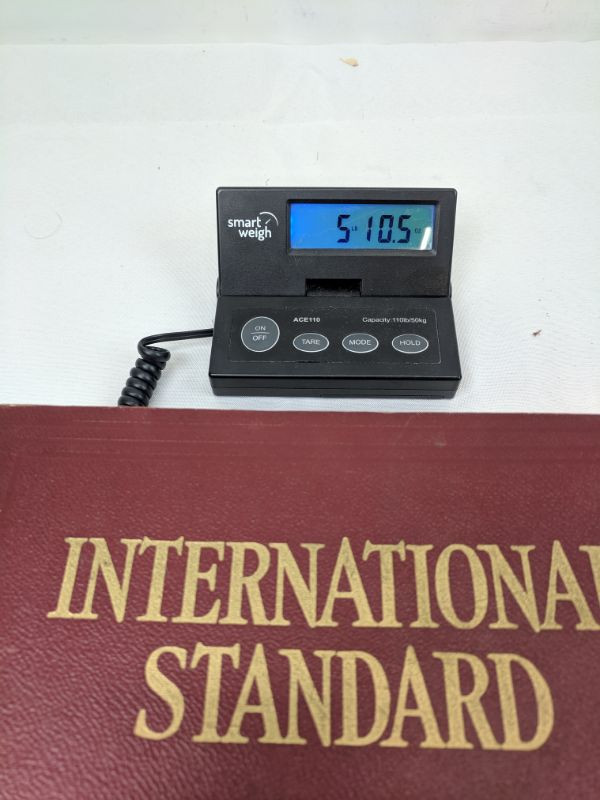 smart
weigh
5 LB 10.5 OZ
ACE110 Capacity:110lb/50kg
ON
OFF
TARE MODE HOLD
INTERNATIONAL
STANDARD